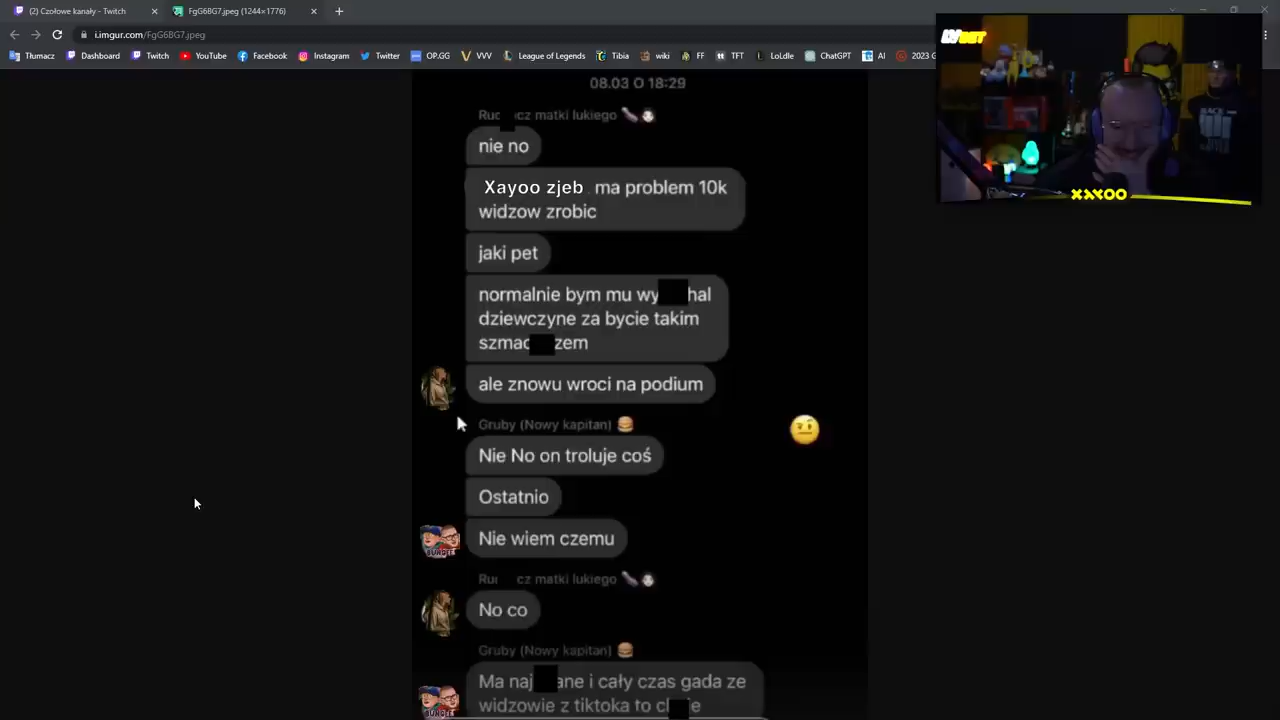 (2) Czołowe kanały - Twitch
FgG6BG7.jpeg (1244×1776)
i.imgur.com/FgG6BG7.jpeg
Tłumacz Dashboard Twitch YouTube Facebook Instagram Twitter OP.GG VVV League of Legends Tibia wiki FF TFT LoLdle ChatGPT AI 2023 G
08.03 O 18:29
matki lukiego
nie no
Xayoo zjeb ma problem 10k
widzow zrobic
jaki pet
normalnie bym mu wy hal
dziewczyne za bycie takim
szmac zem
ale znowu wroci na podium
Gruby (Nowy kapitan)
Nie No on troluje coś
Ostatnio
Nie wiem czemu
matki lukiego
No co
Gruby (Nowy kapitan)
Ma naj ane i cały czas gada ze
widzowie z tiktoka to c e
LVBET
XAYOO
BUNGEE